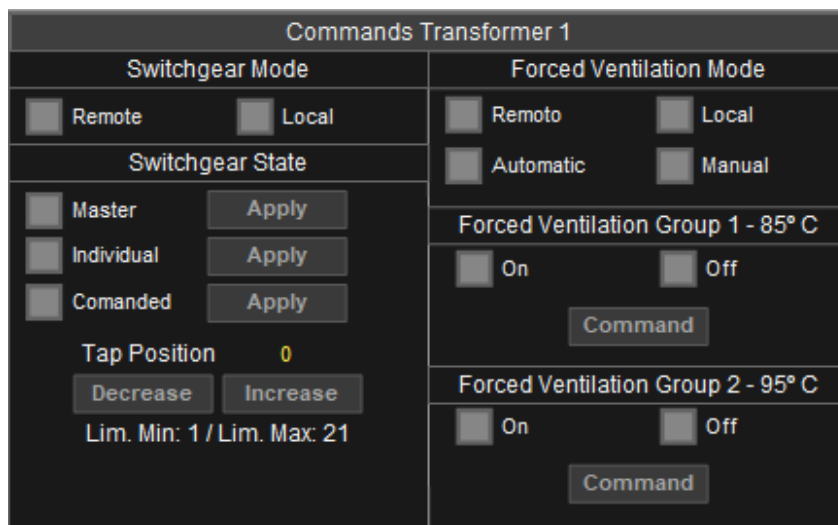 Commands Transformer 1
Switchgear Mode
Remote Local
Switchgear State
Master Apply
Individual Apply
Comanded Apply
Tap Position 0
Decrease Increase
Lim. Min: 1 / Lim. Max: 21
Forced Ventilation Mode
Remoto Local
Automatic Manual
Forced Ventilation Group 1 - 85º C
On Off
Command
Forced Ventilation Group 2 - 95º C
On Off
Command